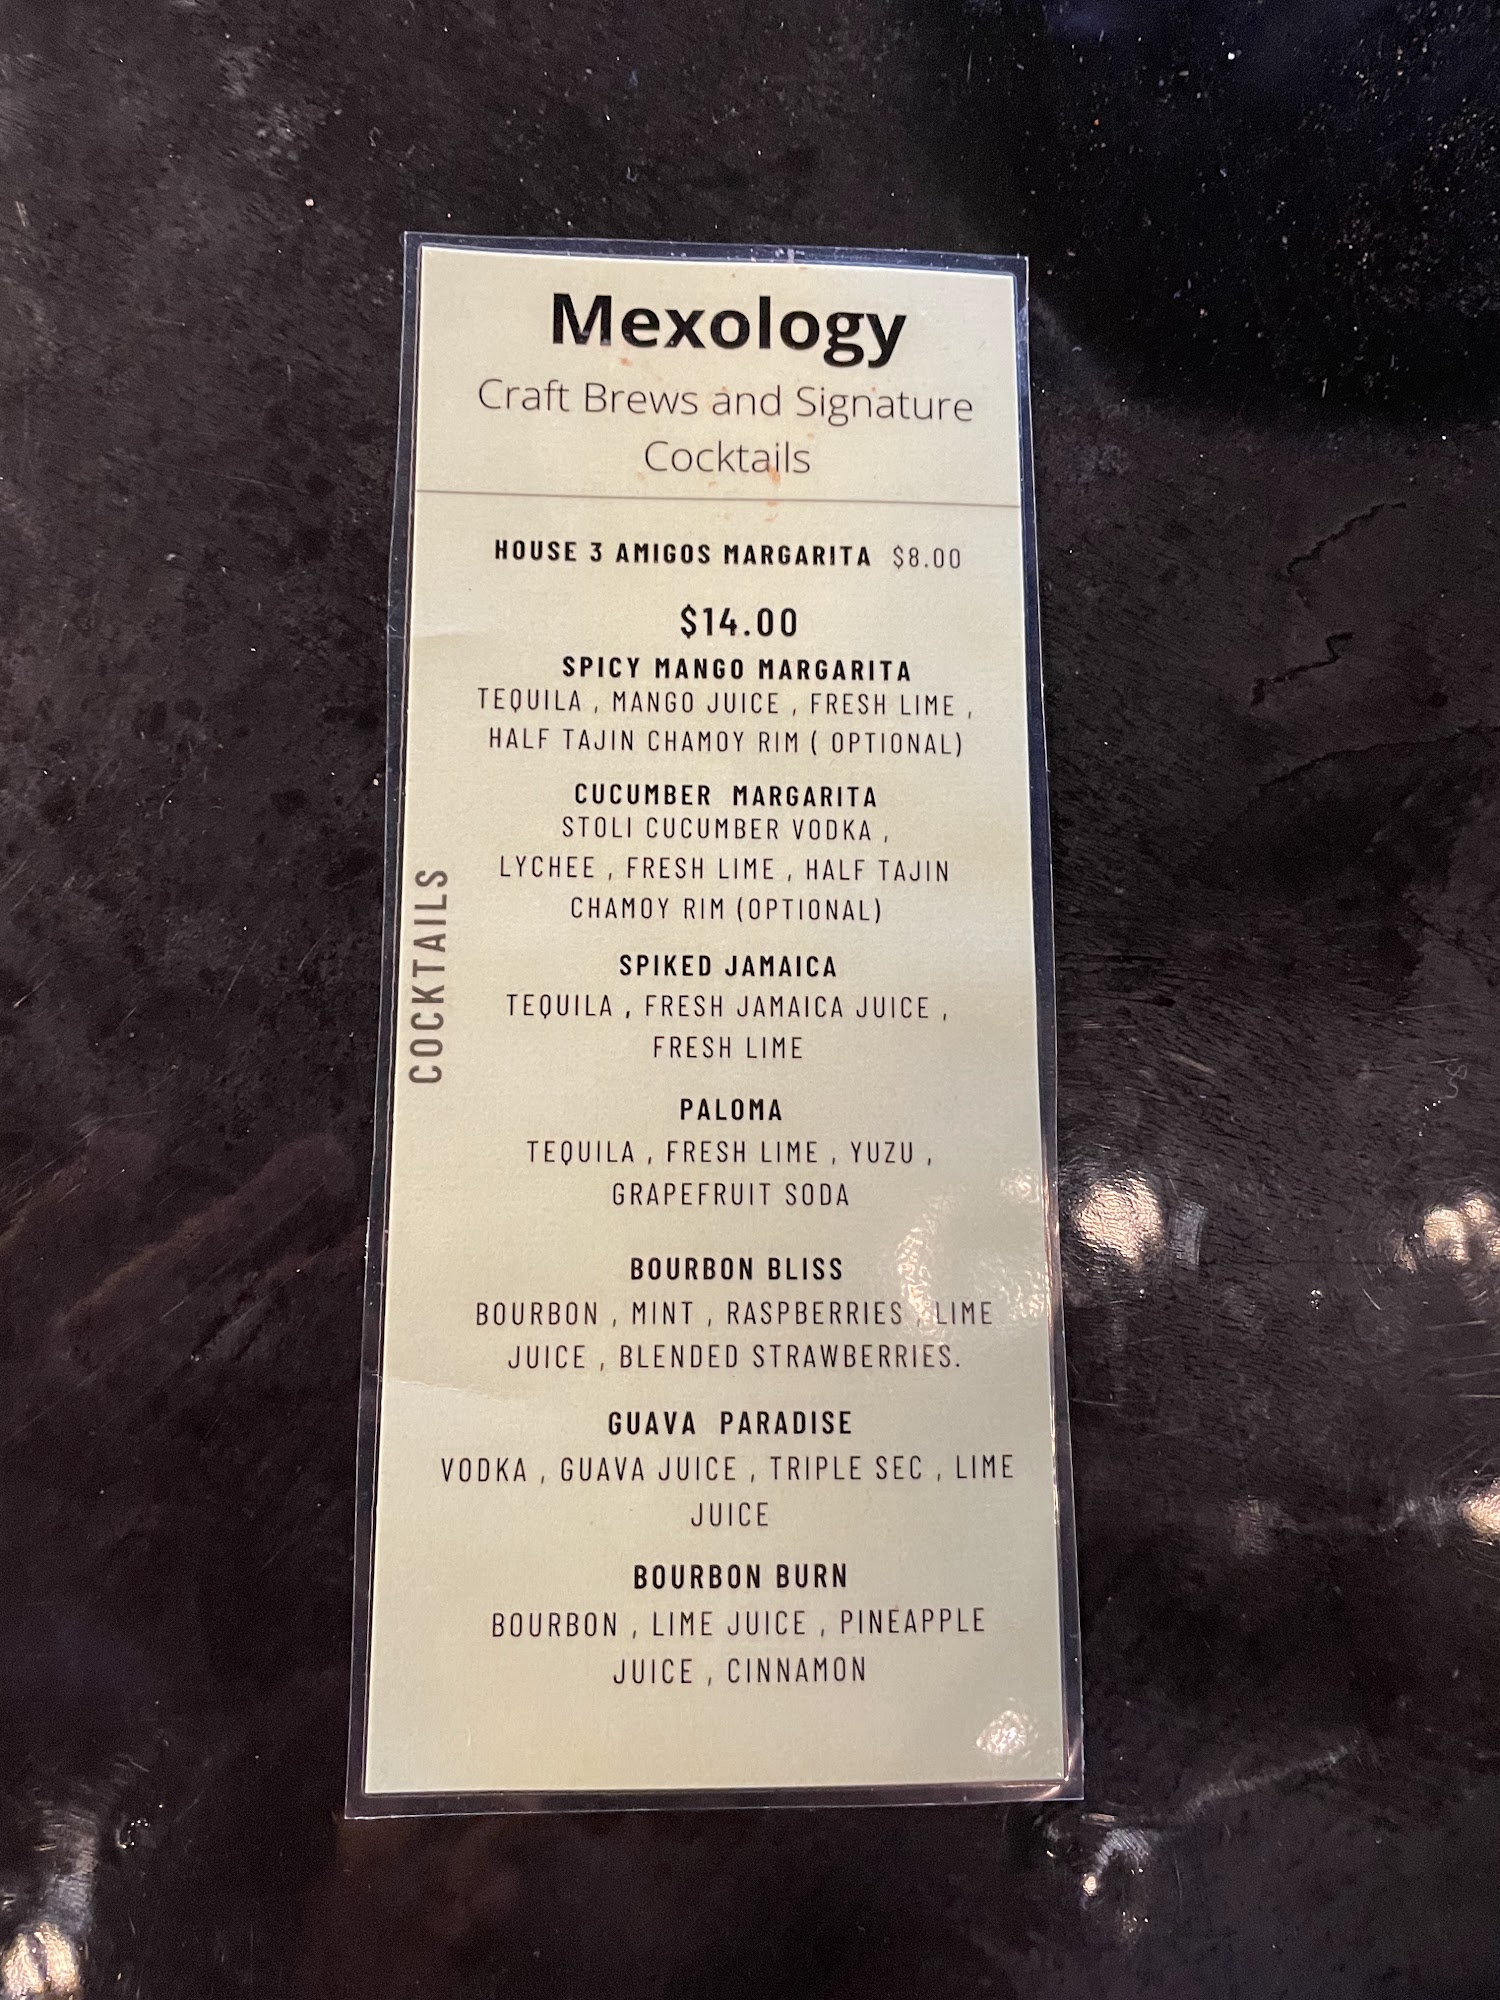 Mexology
Craft Brews and Signature
Cocktails
HOUSE 3 AMIGOS MARGARITA $8.00
$14.00
SPICY MANGO MARGARITA
TEQUILA , MANGO JUICE , FRESH LIME ,
HALF TAJIN CHAMOY RIM ( OPTIONAL)
CUCUMBER MARGARITA
STOLI CUCUMBER VODKA ,
LYCHEE , FRESH LIME , HALF TAJIN
CHAMOY RIM (OPTIONAL)
COCKTAILS
SPIKED JAMAICA
TEQUILA , FRESH JAMAICA JUICE ,
FRESH LIME
PALOMA
TEQUILA , FRESH LIME , YUZU ,
GRAPEFRUIT SODA
BOURBON BLISS
BOURBON , MINT , RASPBERRIES , LIME
JUICE , BLENDED STRAWBERRIES.
GUAVA PARADISE
VODKA , GUAVA JUICE , TRIPLE SEC , LIME
JUICE
BOURBON BURN
BOURBON , LIME JUICE , PINEAPPLE
JUICE , CINNAMON